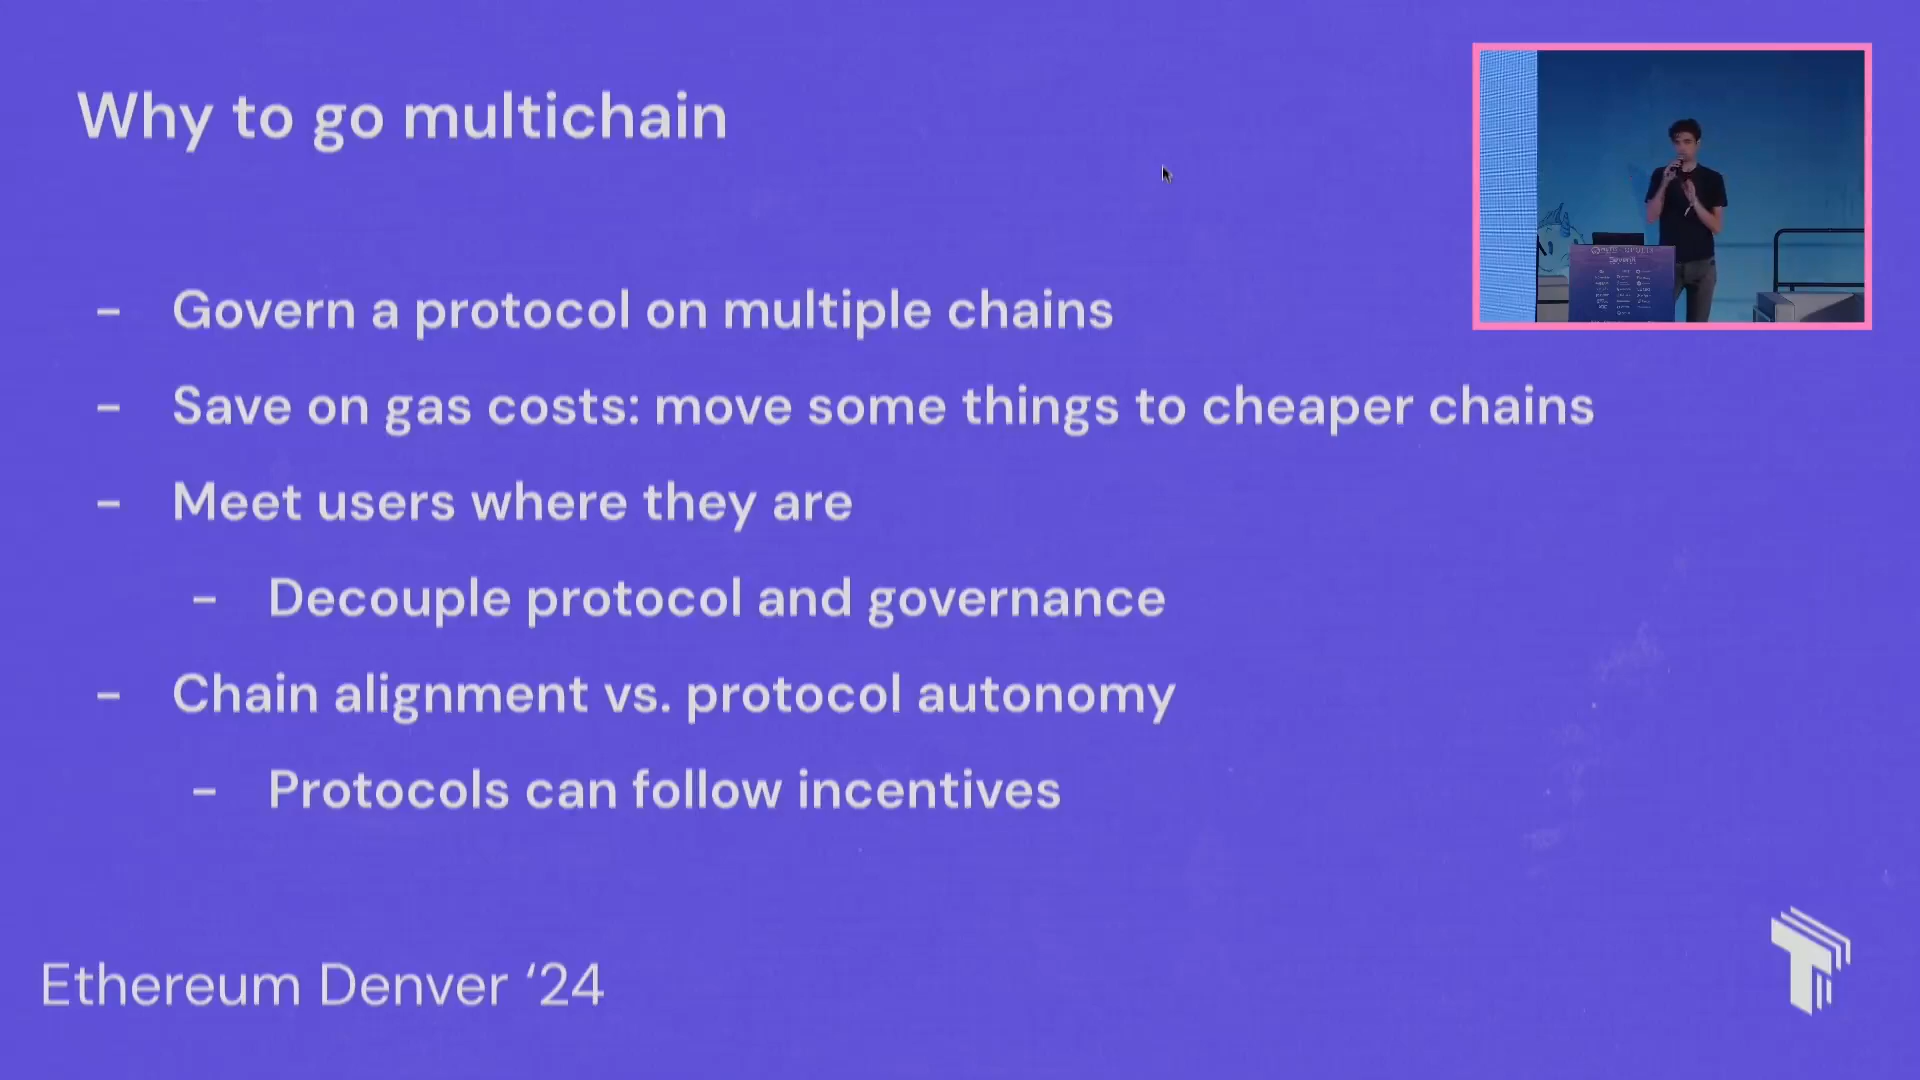 Why to go multichain
- Govern a protocol on multiple chains
- Save on gas costs: move some things to cheaper chains
- Meet users where they are
- Decouple protocol and governance
- Chain alignment vs. protocol autonomy
- Protocols can follow incentives
Ethereum Denver ‘24